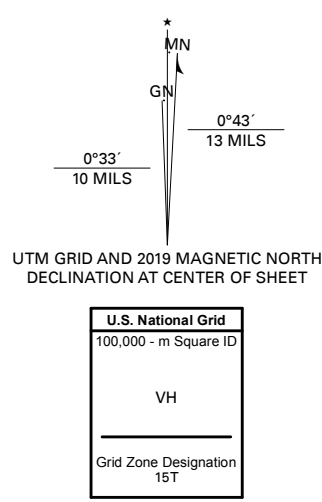 ★
MN
GN
0°43´
13 MILS
0°33´
10 MILS
UTM GRID AND 2019 MAGNETIC NORTH
DECLINATION AT CENTER OF SHEET
U.S. National Grid
100,000 - m Square ID
VH
Grid Zone Designation
15T